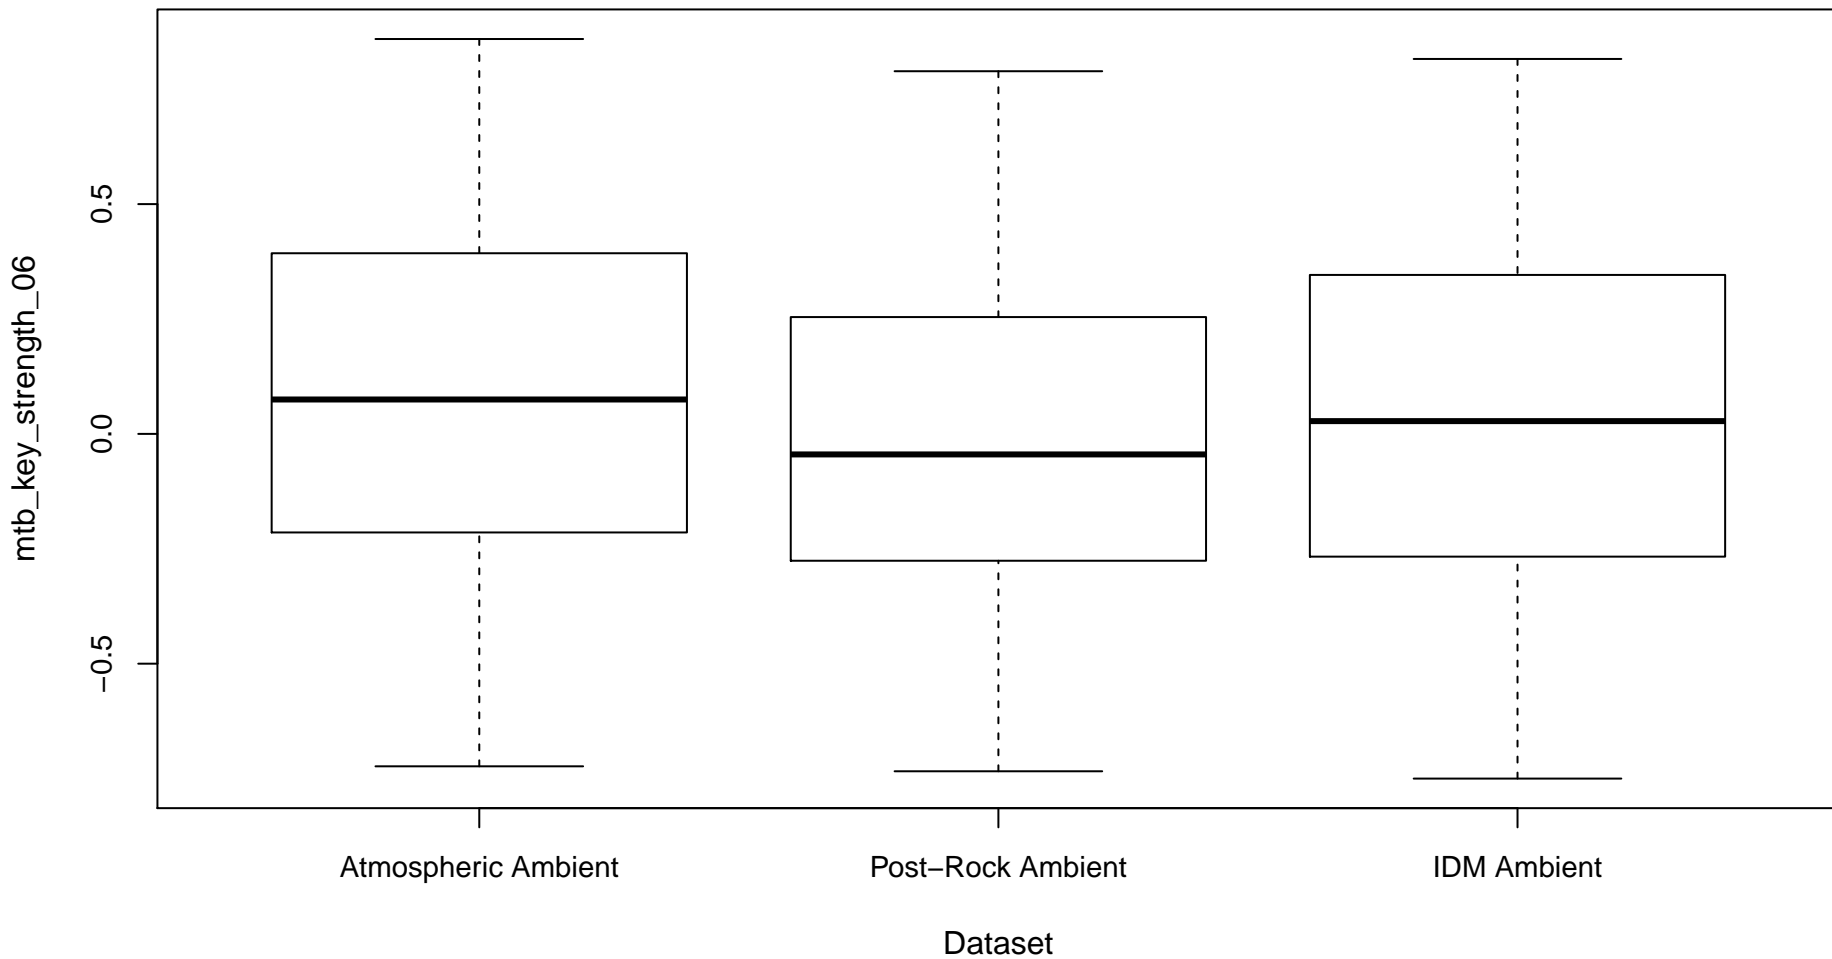 mtb_key_strength_06
0.5
0.0
−0.5
Atmospheric Ambient
Post−Rock Ambient
IDM Ambient
Dataset